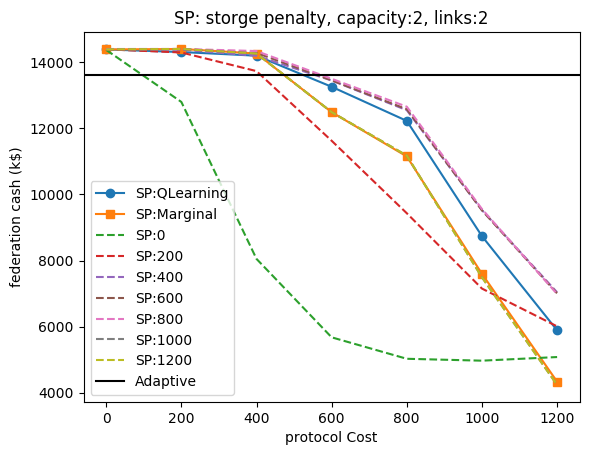 SP: storge penalty, capacity:2, links:2
federation cash (k$)
14000
12000
10000
8000
6000
4000
SP:QLearning
SP:Marginal
SP:0
SP:200
SP:400
SP:600
SP:800
SP:1000
SP:1200
Adaptive
0 200 400 600 800 1000 1200
protocol Cost